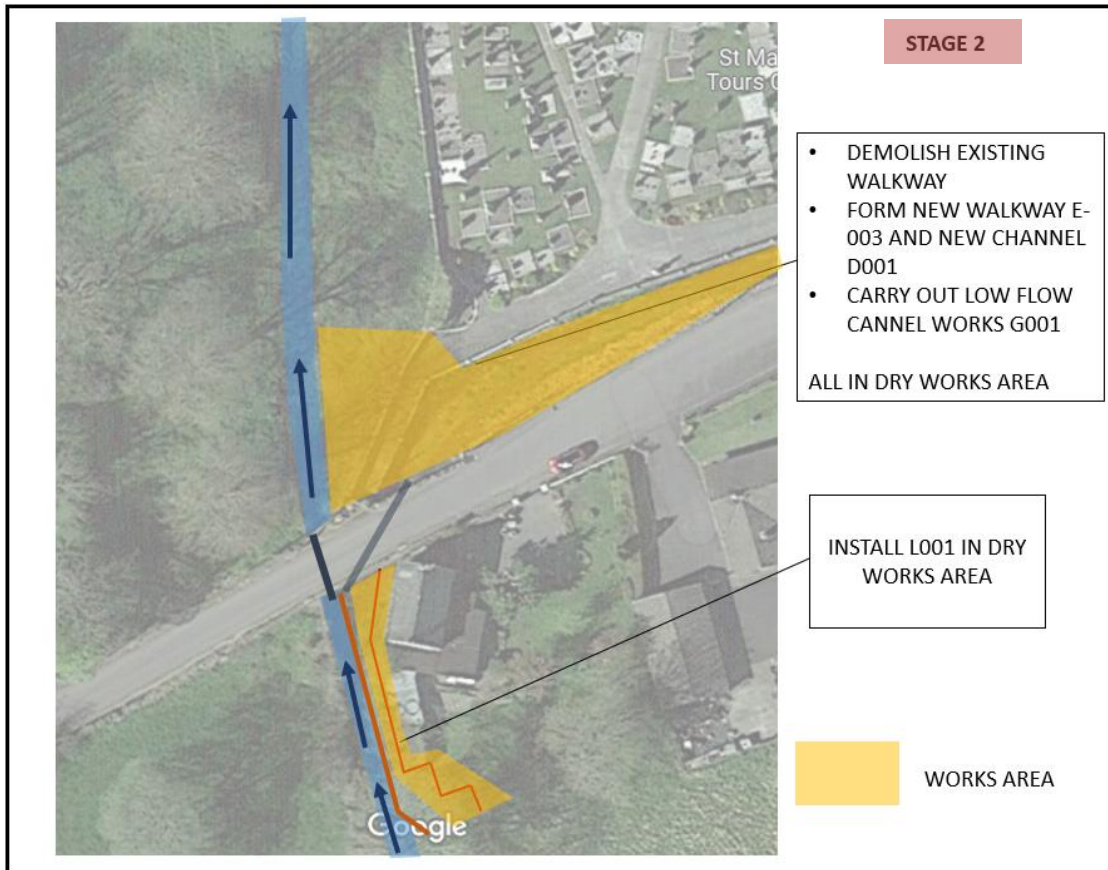 STAGE 2
St Ma
Tours C
• DEMOLISH EXISTING
WALKWAY
• FORM NEW WALKWAY E-
003 AND NEW CHANNEL
D001
• CARRY OUT LOW FLOW
CANNEL WORKS G001
ALL IN DRY WORKS AREA
INSTALL L001 IN DRY
WORKS AREA
WORKS AREA
Google